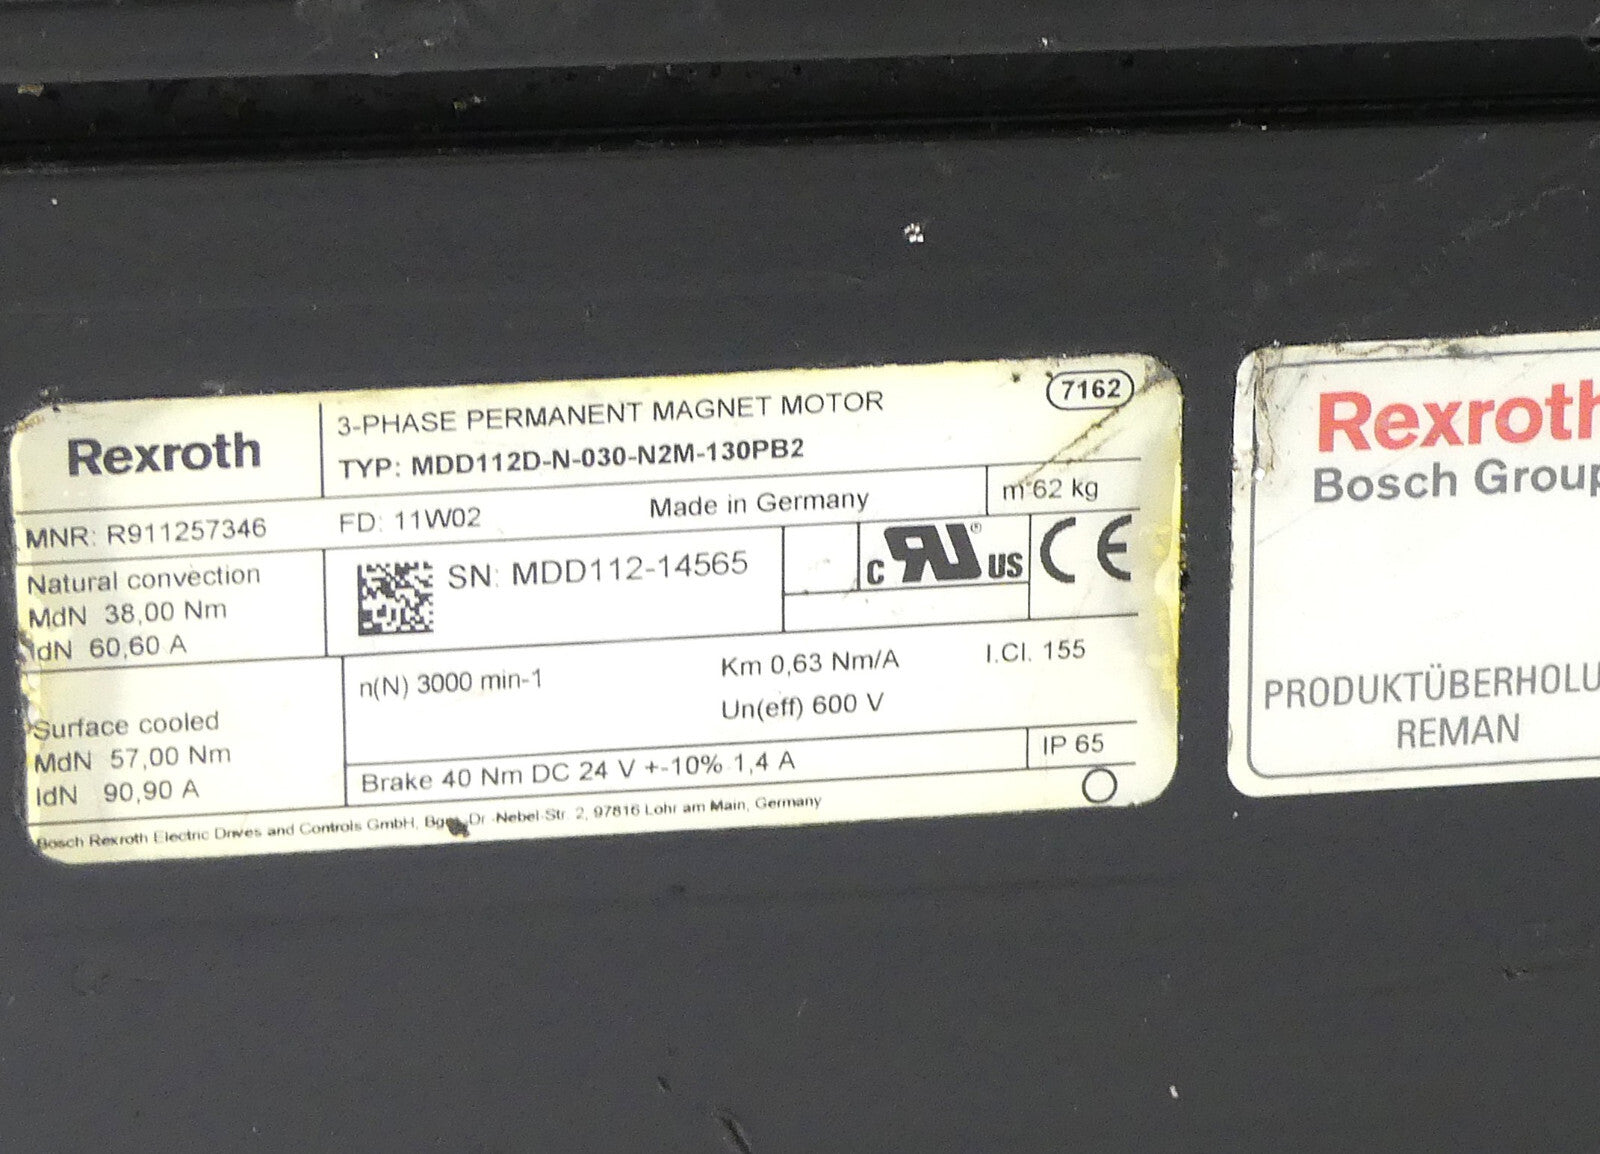 Rexroth
3-PHASE PERMANENT MAGNET MOTOR
7162
TYP: MDD112D-N-030-N2M-130PB2
MNR: R911257346
FD: 11W02
Made in Germany
m 62 kg
Natural convection
MdN 38,00 Nm
IdN 60,60 A
SN: MDD112-14565
c RU US
®
CE
n(N) 3000 min-1
Km 0,63 Nm/A
I.Cl. 155
Un(eff) 600 V
Surface cooled
MdN 57,00 Nm
IdN 90,90 A
Brake 40 Nm DC 24 V +-10% 1,4 A
IP 65
Bosch Rexroth Electric Drives and Controls GmbH, Dr.-Nebel-Str. 2, 97816 Lohr am Main, Germany
Rexroth
Bosch Group
PRODUKTÜBERHOLU
REMAN